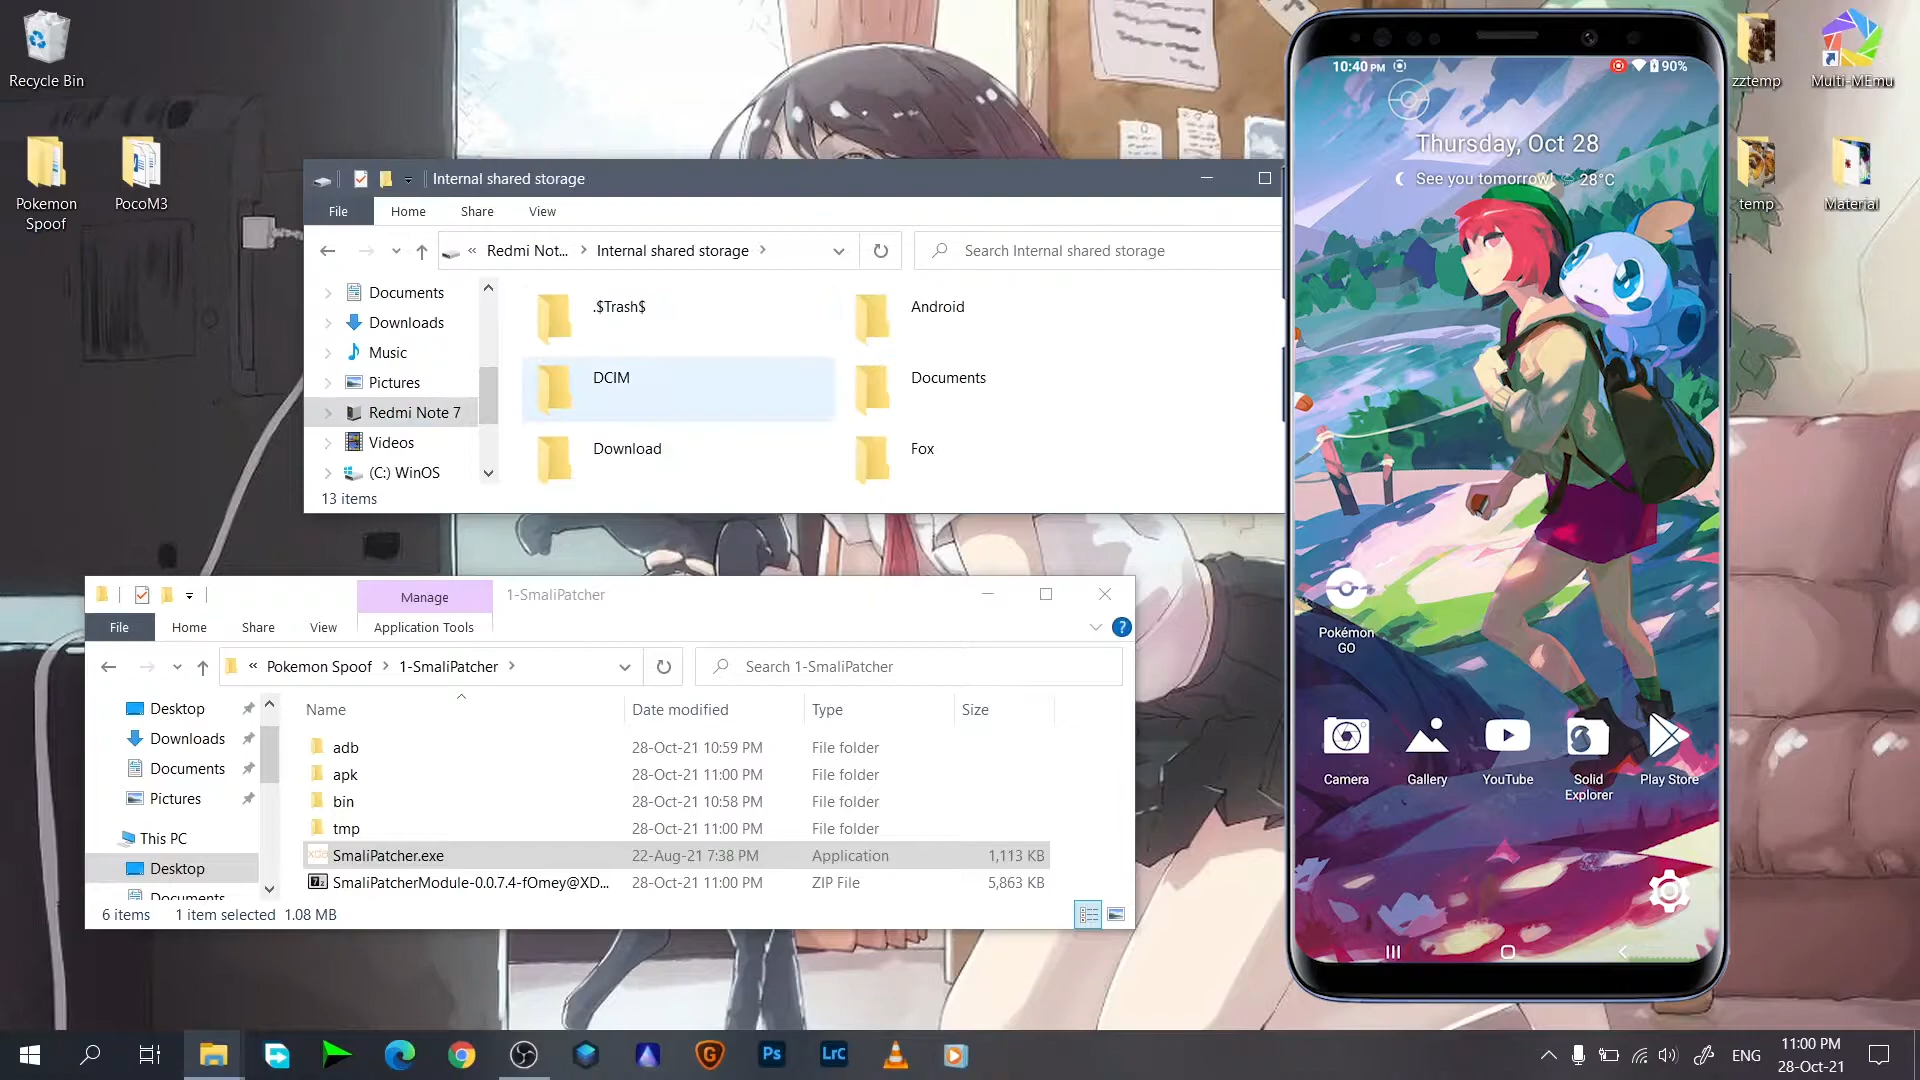 Recycle Bin
Pokemon
Spoof
PocoM3
zztemp
Multi-MEmu
temp
Material
Internal shared storage
File
Home
Share
View
«
Redmi Not...
Internal shared storage
Search Internal shared storage
Documents
Downloads
Music
Pictures
Redmi Note 7
Videos
(C:) WinOS
.$Trash$
Android
DCIM
Documents
Download
Fox
13 items
Manage
1-SmaliPatcher
File
Home
Share
View
Application Tools
?
«
Pokemon Spoof
1-SmaliPatcher
Search 1-SmaliPatcher
Desktop
Downloads
Documents
Pictures
This PC
Desktop
Documents
Name
Date modified
Type
Size
adb
28-Oct-21 10:59 PM
File folder
apk
28-Oct-21 11:00 PM
File folder
bin
28-Oct-21 10:58 PM
File folder
tmp
28-Oct-21 11:00 PM
File folder
SmaliPatcher.exe
22-Aug-21 7:38 PM
Application
1,113 KB
SmaliPatcherModule-0.0.7.4-fOmey@XD...
28-Oct-21 11:00 PM
ZIP File
5,863 KB
6 items
1 item selected
1.08 MB
10:40 PM
90%
Thursday, Oct 28
See you tomorrow!
28°C
Pokémon
GO
Camera
Gallery
YouTube
Solid
Explorer
Play Store
Ps
LrC
ENG
11:00 PM
28-Oct-21